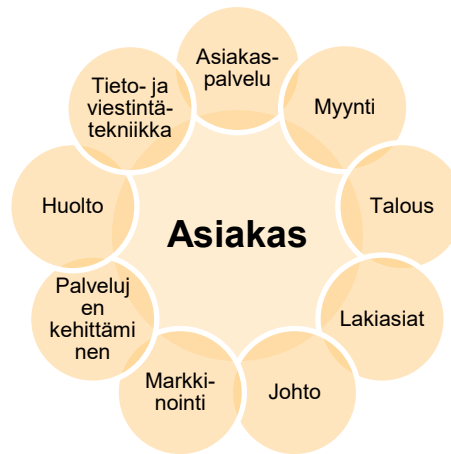 Asiakas-
palvelu
Myynti
Talous
Lakiasiat
Johto
Markki-
nointi
Palveluj
en
kehittämi
nen
Huolto
Tieto- ja
viestintä-
tekniikka
Asiakas